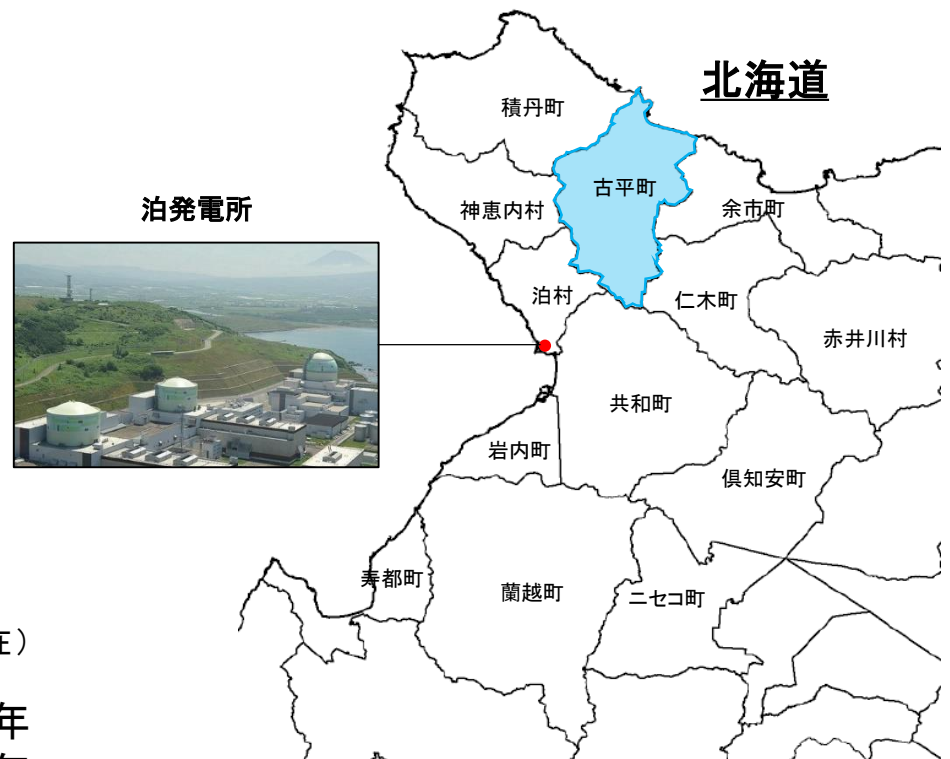 北海道
積丹町
古平町
神恵内村
余市町
泊発電所
泊村
仁木町
赤井川村
共和町
岩内町
倶知安町
寿都町
蘭越町
ニセコ町
在）
年